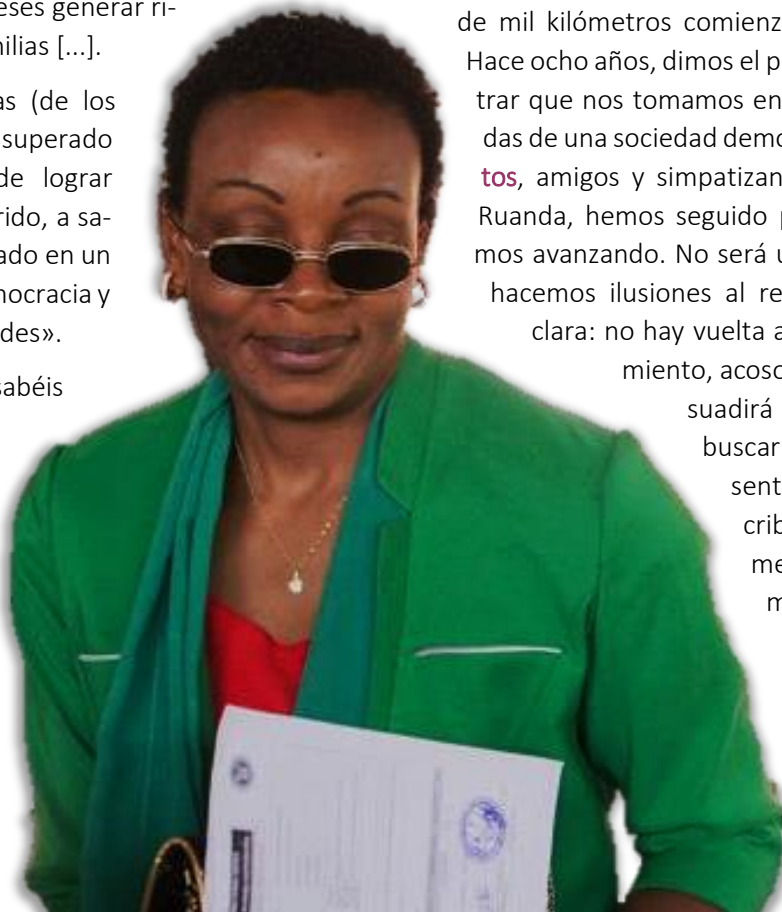 eses generar ri-
ilias [...].
as (de los
superado
de lograr
rido, a sa-
ado en un
mocracia y
des».
sabéis
de mil kilómetros comienz
Hace ocho años, dimos el p
trar que nos tomamos en
das de una sociedad demo
tos, amigos y simpatizan
Ruanda, hemos seguido
mos avanzando. No será u
hacemos ilusiones al re
clara: no hay vuelta a
miento, acoso
suadirá
buscar
sent
crib
me
m